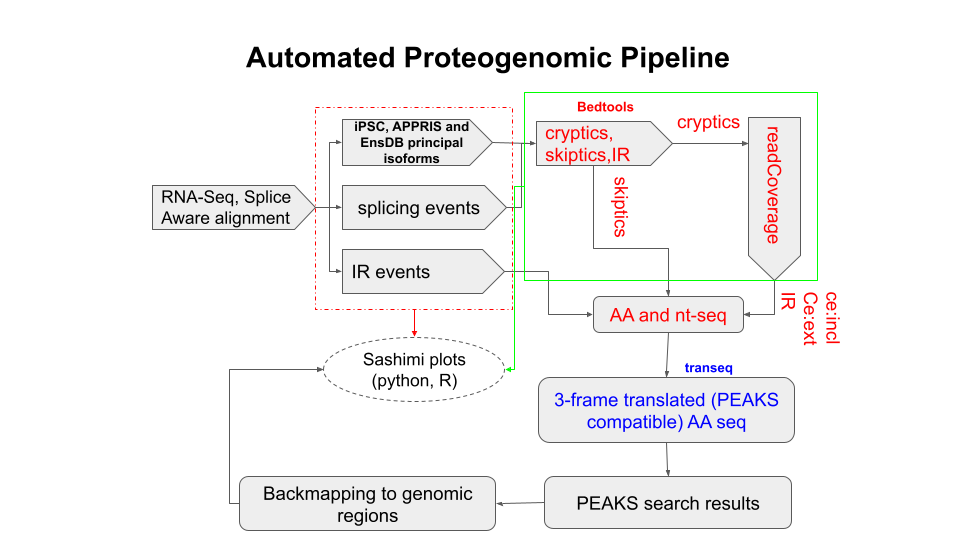 Automated Proteogenomic Pipeline
Bedtools
iPSC, APPRIS and
EnsDB principal
isoforms
cryptics,
skiptics,IR
cryptics
readCoverage
RNA-Seq, Splice
Aware alignment
splicing events
skiptics
IR events
AA and nt-seq
ce:incl
Ce:ext
IR
Sashimi plots
(python, R)
transeq
3-frame translated (PEAKS
compatible) AA seq
Backmapping to genomic
regions
PEAKS search results